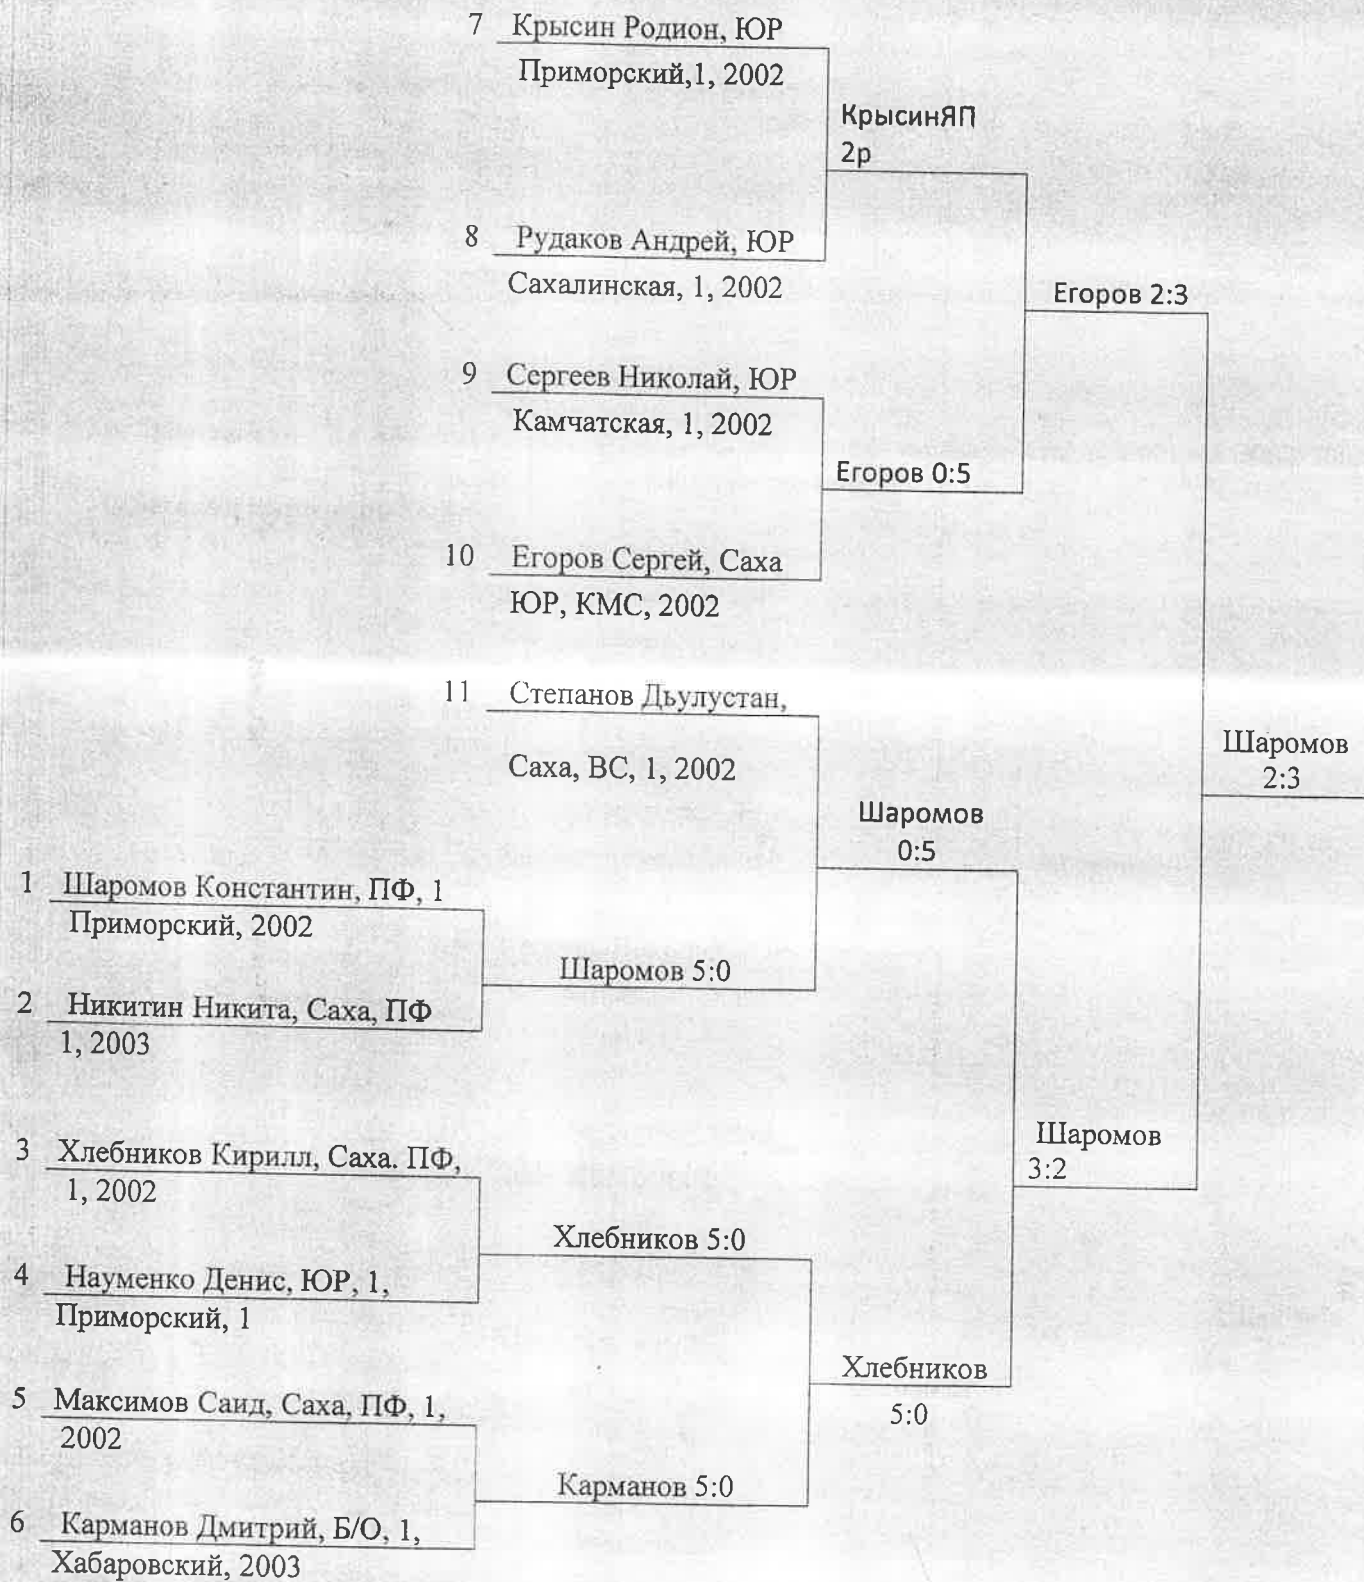 7 Крысин Родион, ЮР
Приморский,1, 2002
КрысинЯП
2р
8 Рудаков Андрей, ЮР
Сахалинская, 1, 2002
Егоров 2:3
9 Сергеев Николай, ЮР
Камчатская, 1, 2002
Егоров 0:5
10 Егоров Сергей, Саха
ЮР, КМС, 2002
11 Степанов Дьулустан,
Саха, ВС, 1, 2002
Шаромов
2:3
Шаромов
0:5
1 Шаромов Константин, ПФ, 1
Приморский, 2002
Шаромов 5:0
2 Никитин Никита, Саха, ПФ
1, 2003
3 Хлебников Кирилл, Саха. ПФ,
1, 2002
Шаромов
3:2
Хлебников 5:0
4 Науменко Денис, ЮР, 1,
Приморский, 1
Хлебников
5:0
5 Максимов Саид, Саха, ПФ, 1,
2002
Карманов 5:0
6 Карманов Дмитрий, Б/О, 1,
Хабаровский, 2003